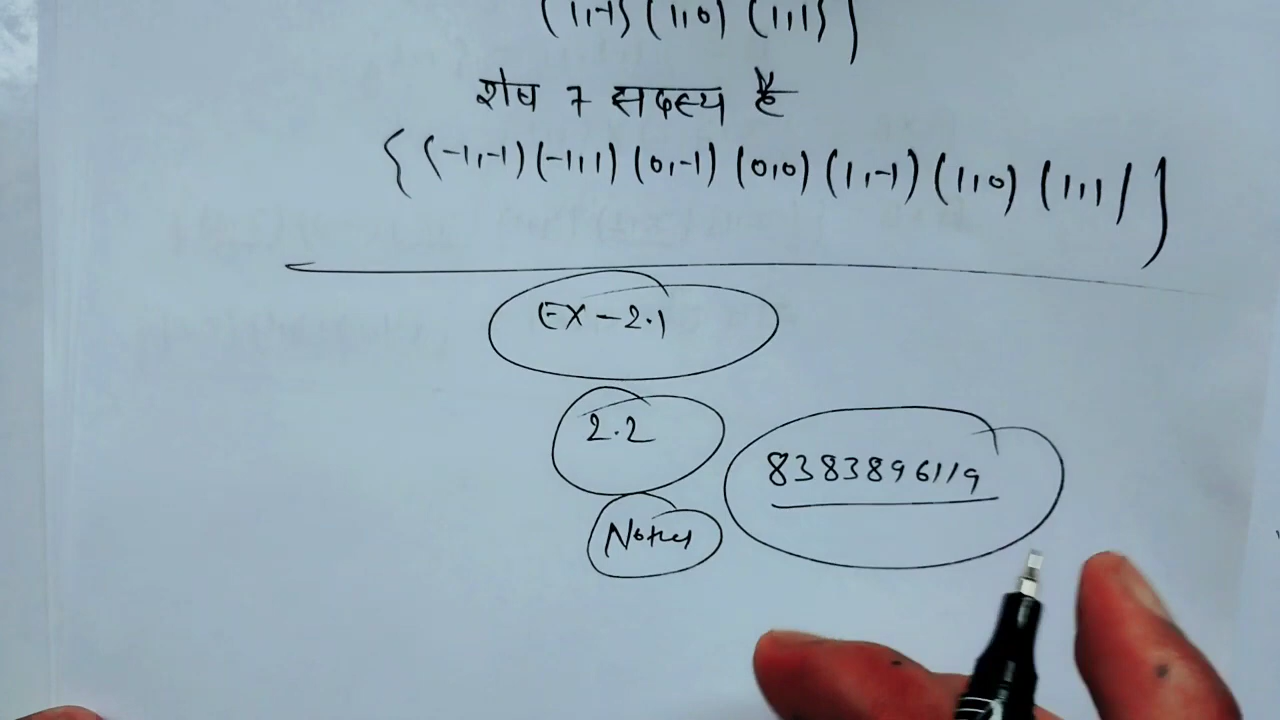 (1,-1) (1,0) (1,1) }
शेष 7 सदस्य है
{ (-1,-1) (-1,1) (0,-1) (0,0) (1,-1) (1,0) (1,1) }
EX-2.1
2.2
8383896119
Notes